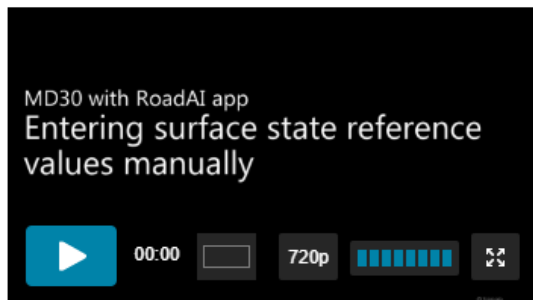 MD30 with RoadAI app
Entering surface state reference
values manually
00:00
720p